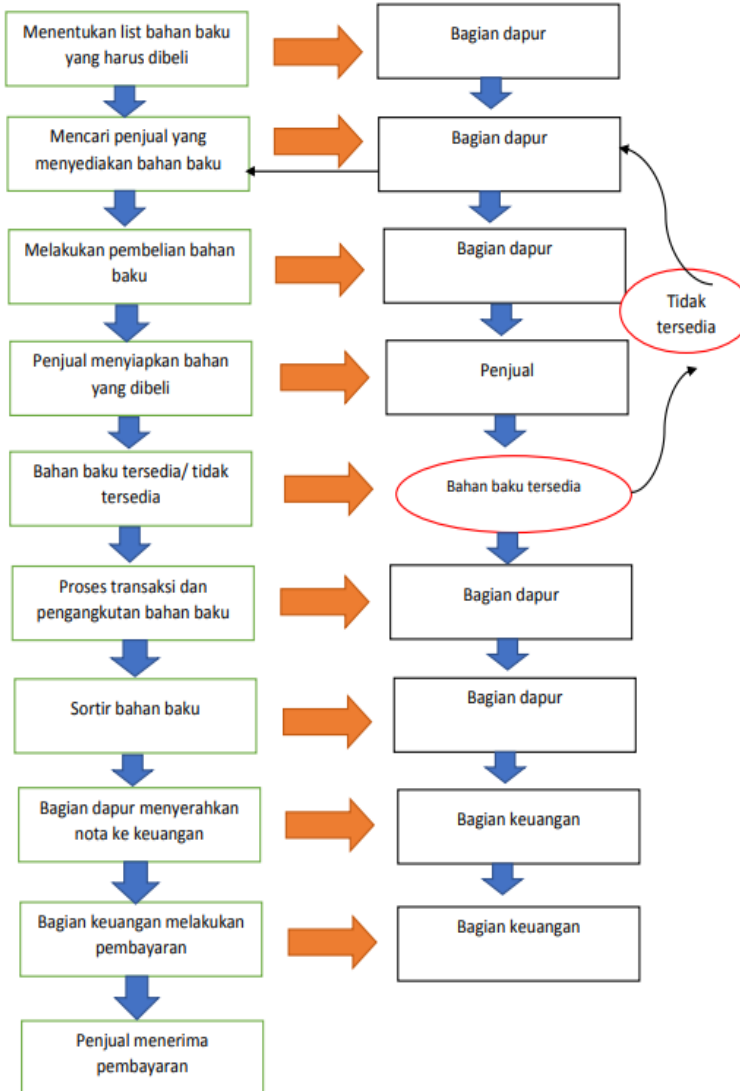 Menentukan list bahan baku
yang harus dibeli
Bagian dapur
Mencari penjual yang
menyediakan bahan baku
Bagian dapur
Melakukan pembelian bahan
baku
Bagian dapur
Tidak
tersedia
Penjual menyiapkan bahan
yang dibeli
Penjual
Bahan baku tersedia/ tidak
tersedia
Bahan baku tersedia
Proses transaksi dan
pengangkutan bahan baku
Bagian dapur
Sortir bahan baku
Bagian dapur
Bagian dapur menyerahkan
nota ke keuangan
Bagian keuangan
Bagian keuangan melakukan
pembayaran
Bagian keuangan
Penjual menerima
pembayaran